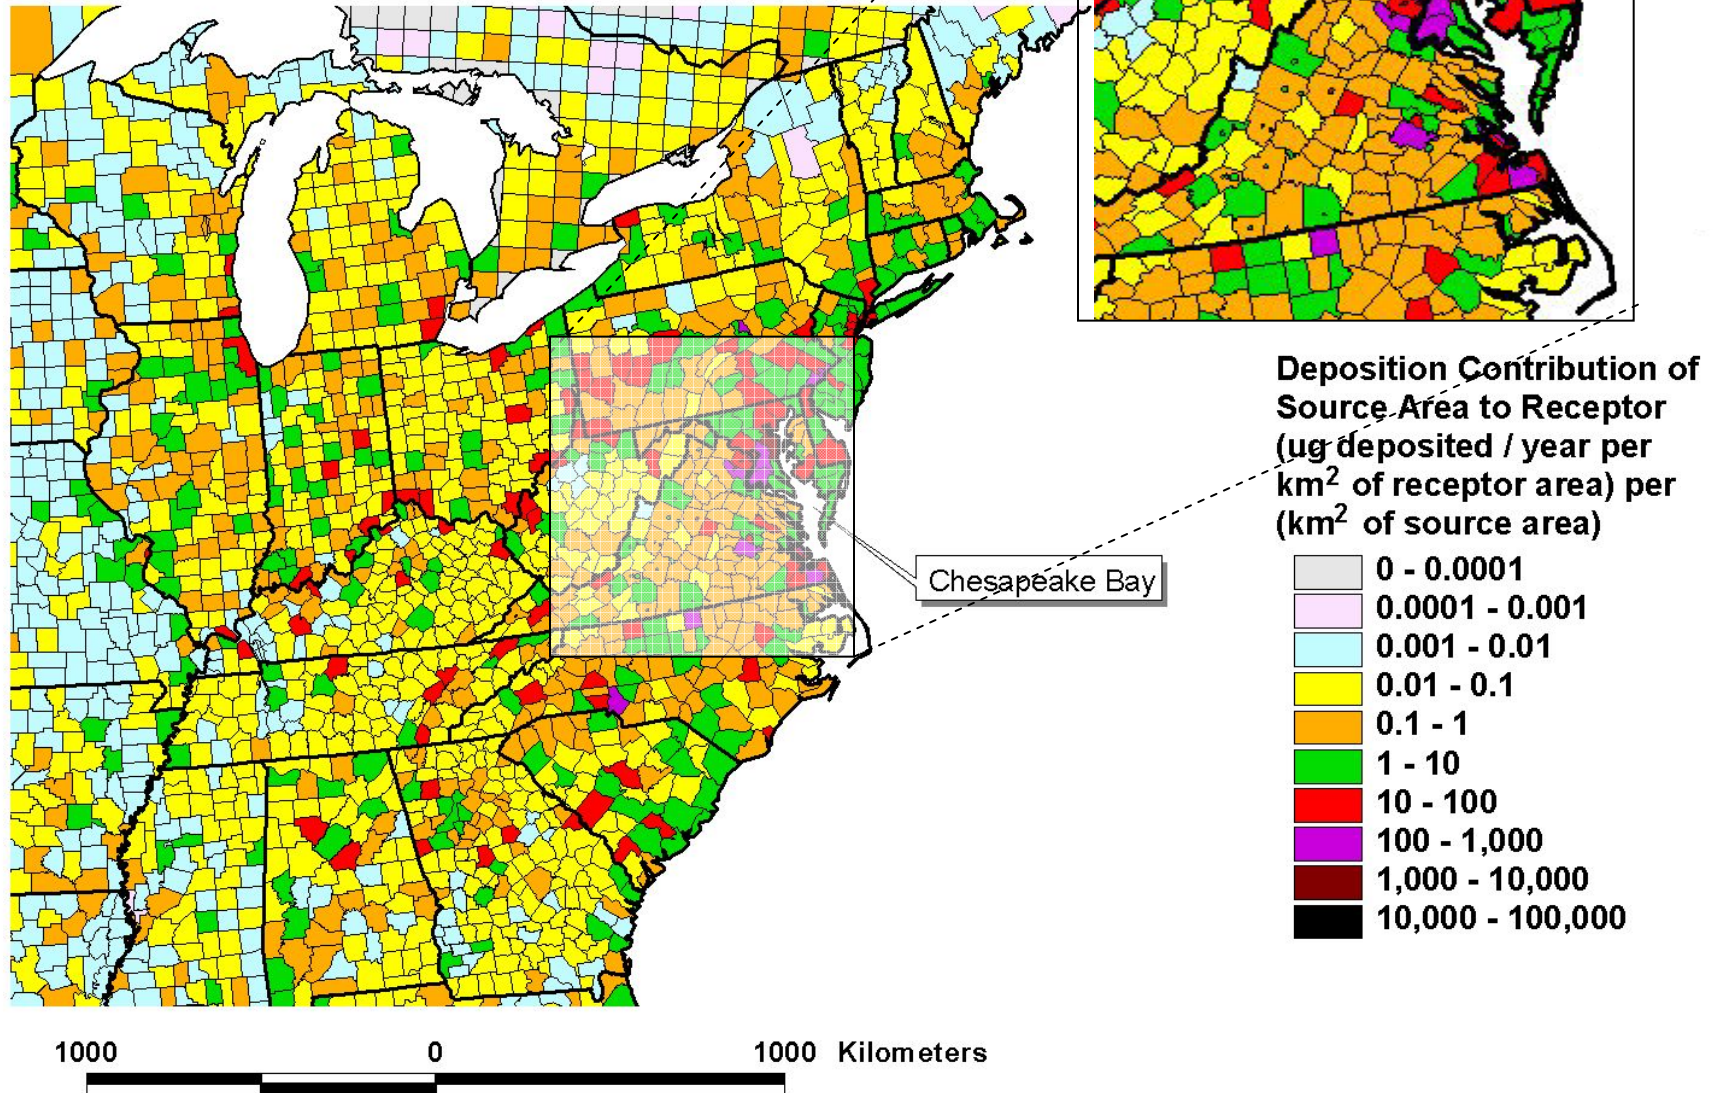 Deposition Contribution of
Source Area to Receptor
(ug deposited / year per
km2 of receptor area) per
(km2 of source area)
0 - 0.0001
0.0001 - 0.001
0.001 - 0.01
0.01 - 0.1
0.1 - 1
1 - 10
10 - 100
100 - 1,000
1,000 - 10,000
10,000 - 100,000
Chesapeake Bay
1000 0 1000 Kilometers